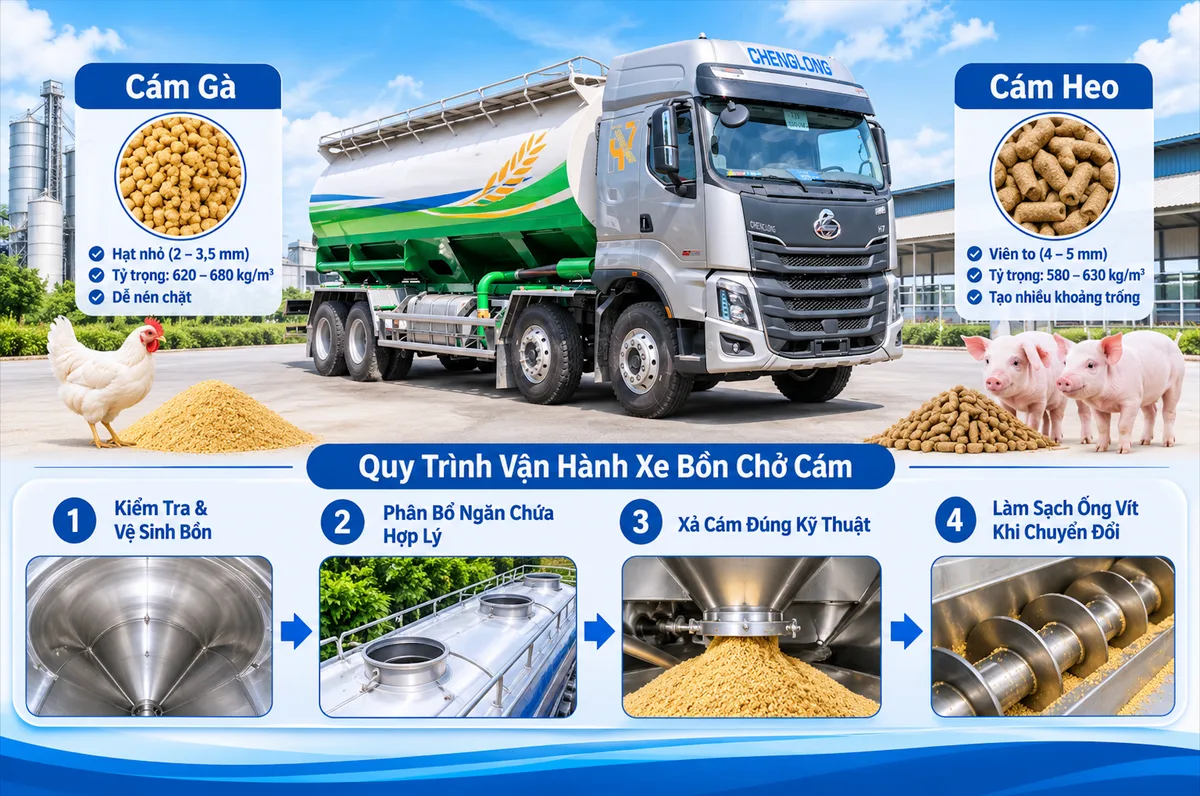 Cám Gà
Hạt nhỏ (2 – 3,5 mm)
Tỷ trọng: 620 – 680 kg/m³
Dễ nén chặt
CHENGLONG
CHENGLONG
H7
Cám Heo
Viên to (4 – 5 mm)
Tỷ trọng: 580 – 630 kg/m³
Tạo nhiều khoảng trống
Quy Trình Vận Hành Xe Bồn Chở Cám
1
Kiểm Tra &
Vệ Sinh Bồn
2
Phân Bổ Ngăn Chứa
Hợp Lý
3
Xả Cám Đúng Kỹ Thuật
4
Làm Sạch Ống Vít
Khi Chuyển Đổi